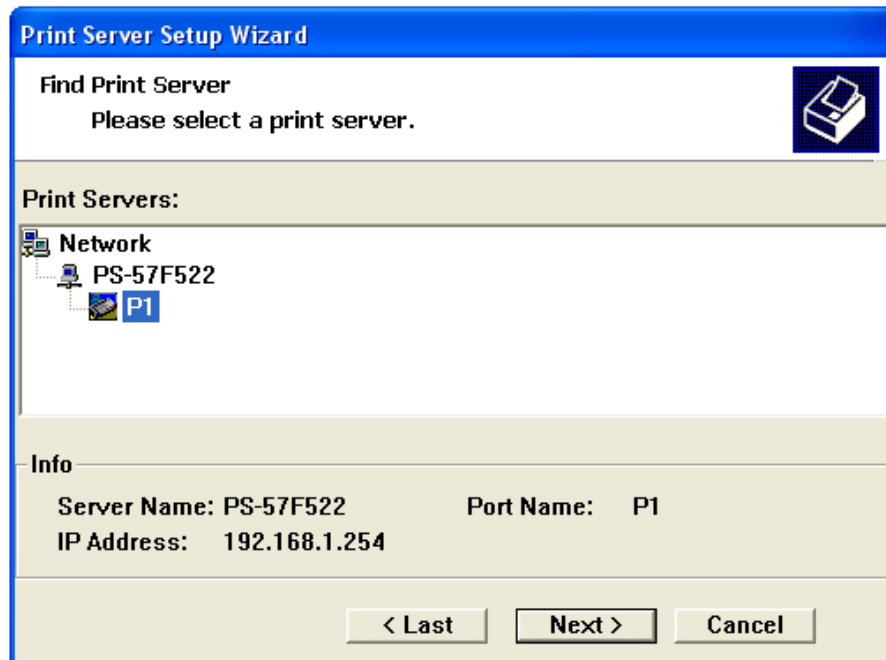 Print Server Setup Wizard
Find Print Server
Please select a print server.
Print Servers:
Network
PS-57F522
P1
Info
Server Name: PS-57F522 Port Name: P1
IP Address: 192.168.1.254
< Last Next > Cancel